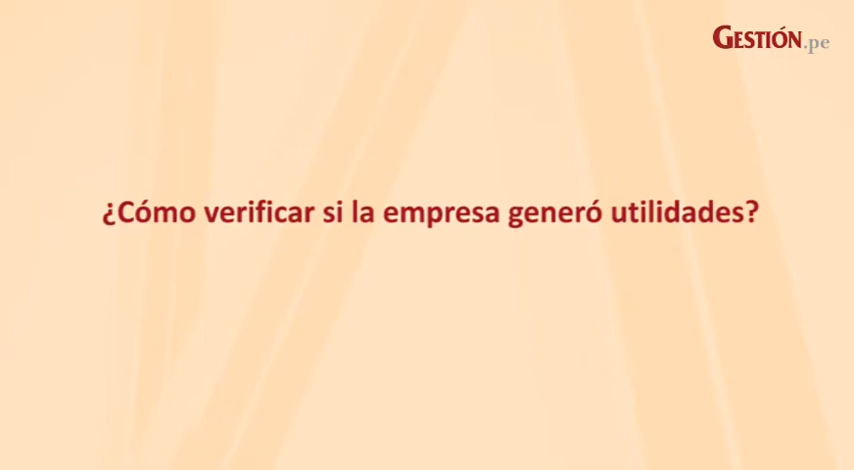 GESTIÓN.pe
¿Cómo verificar si la empresa generó utilidades?